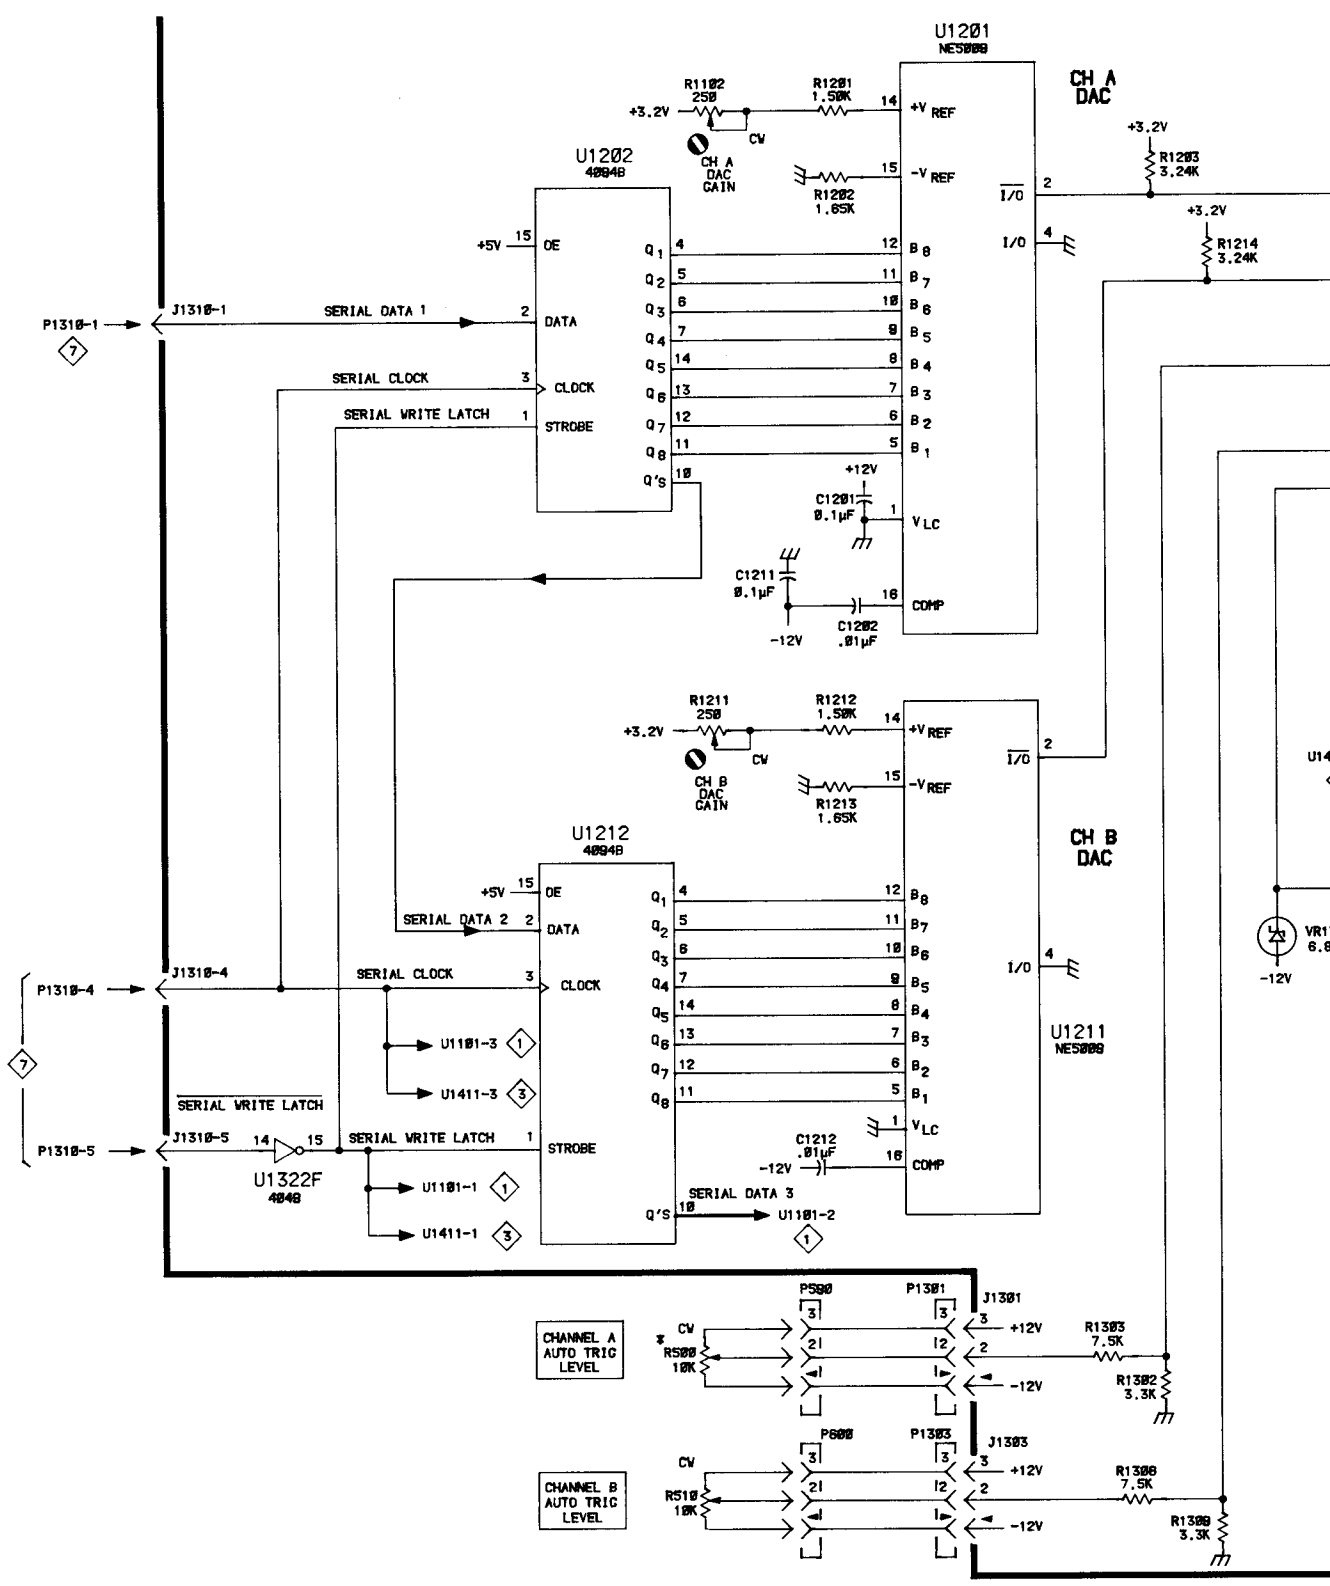 U1201
NE5009
CH A
DAC
R1102
250
+3.2V
CW
CH A
DAC
GAIN
R1201
1.50K
14
+V REF
15
-V REF
R1202
1.65K
+3.2V
R1203
3.24K
2
I/O
+3.2V
R1214
3.24K
4
I/O
U1202
4094B
+5V
15
OE
Q1
4
12
B8
Q2
5
11
B7
Q3
6
10
B6
Q4
7
9
B5
Q5
14
8
B4
Q6
13
7
B3
Q7
12
6
B2
Q8
11
5
B1
Q'S
10
P1310-1
7
J1310-1
SERIAL DATA 1
2
DATA
SERIAL CLOCK
3
CLOCK
SERIAL WRITE LATCH
1
STROBE
+12V
C1201
0.1µF
1
VLC
C1211
0.1µF
-12V
C1202
.01µF
16
COMP
R1211
250
+3.2V
CW
CH B
DAC
GAIN
R1212
1.50K
14
+V REF
15
-V REF
R1213
1.65K
2
I/O
CH B
DAC
4
I/O
U1211
NE5009
U14
VR1
6.8
-12V
U1212
4094B
+5V
15
OE
SERIAL DATA 2
2
DATA
Q1
4
12
B8
Q2
5
11
B7
Q3
6
10
B6
Q4
7
9
B5
Q5
14
8
B4
Q6
13
7
B3
Q7
12
6
B2
Q8
11
5
B1
P1310-4
J1310-4
SERIAL CLOCK
3
CLOCK
U1101-3
1
U1411-3
3
7
SERIAL WRITE LATCH
P1310-5
J1310-5
14
15
U1322F
4049
SERIAL WRITE LATCH
1
STROBE
U1101-1
1
U1411-1
3
1
VLC
C1212
.01µF
-12V
16
COMP
SERIAL DATA 3
Q'S
10
U1101-2
1
CHANNEL A
AUTO TRIG
LEVEL
*
CW
R500
10K
P500
3
2
P1301
3
2
J1301
3
+12V
2
-12V
R1303
7.5K
R1302
3.3K
CHANNEL B
AUTO TRIG
LEVEL
CW
R510
10K
P600
3
2
P1303
3
2
J1303
3
+12V
2
-12V
R1308
7.5K
R1309
3.3K